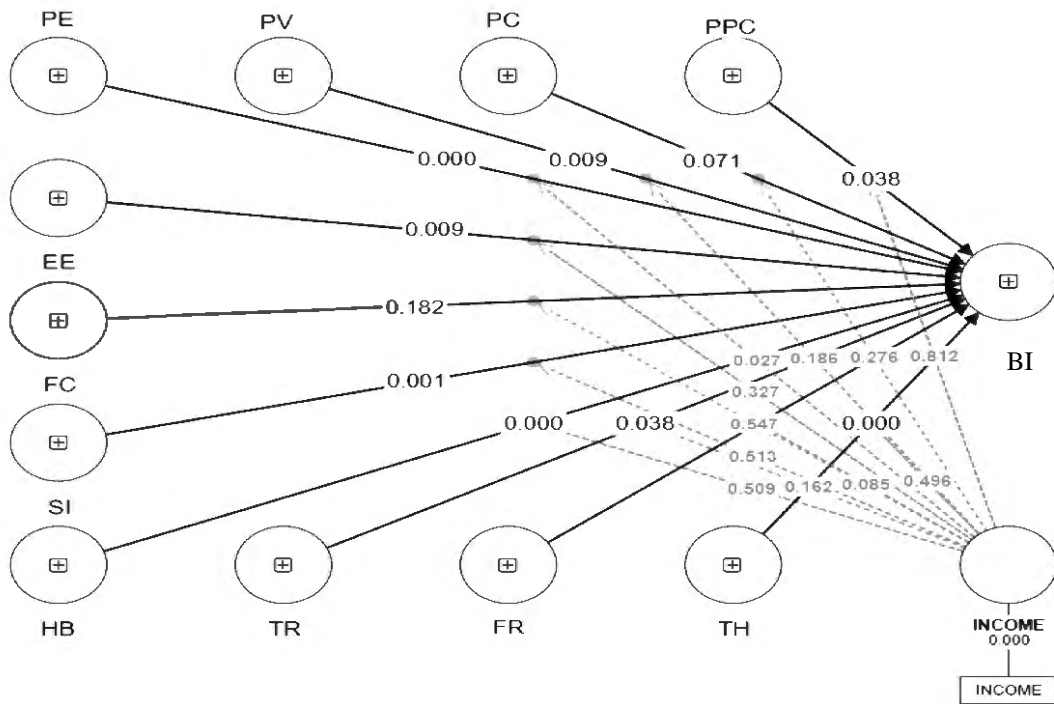 PE PV PC PPC
0.000 0.009 0.071 0.038
0.009
EE
0.182
BI
0.027 0.186 0.276 0.812
FC
0.001
0.327
0.000 0.038 0.547 0.000
0.513
0.509 0.162 0.085 0.496
SI
HB TR FR TH INCOME
0.000
INCOME